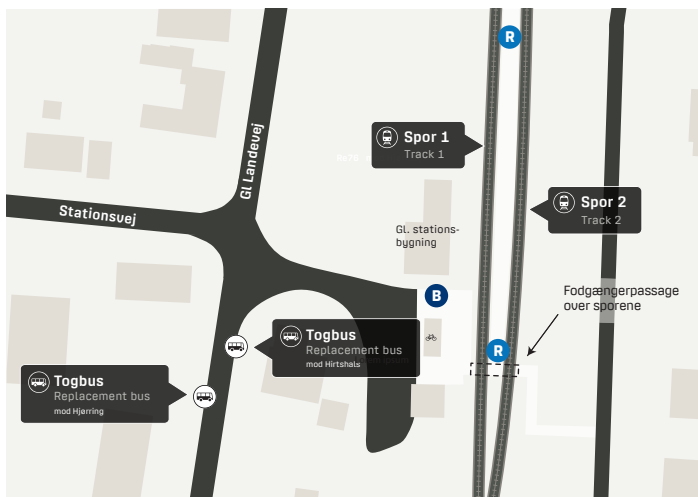 R
Spor 1
Track 1
Gl Landevej
Spor 2
Track 2
Stationsvej
Gl. stations-
bygning
B
Fodgængerpassage
over sporene
Togbus
Replacement bus
mod Hirtshals
R
Togbus
Replacement bus
mod Hjørring